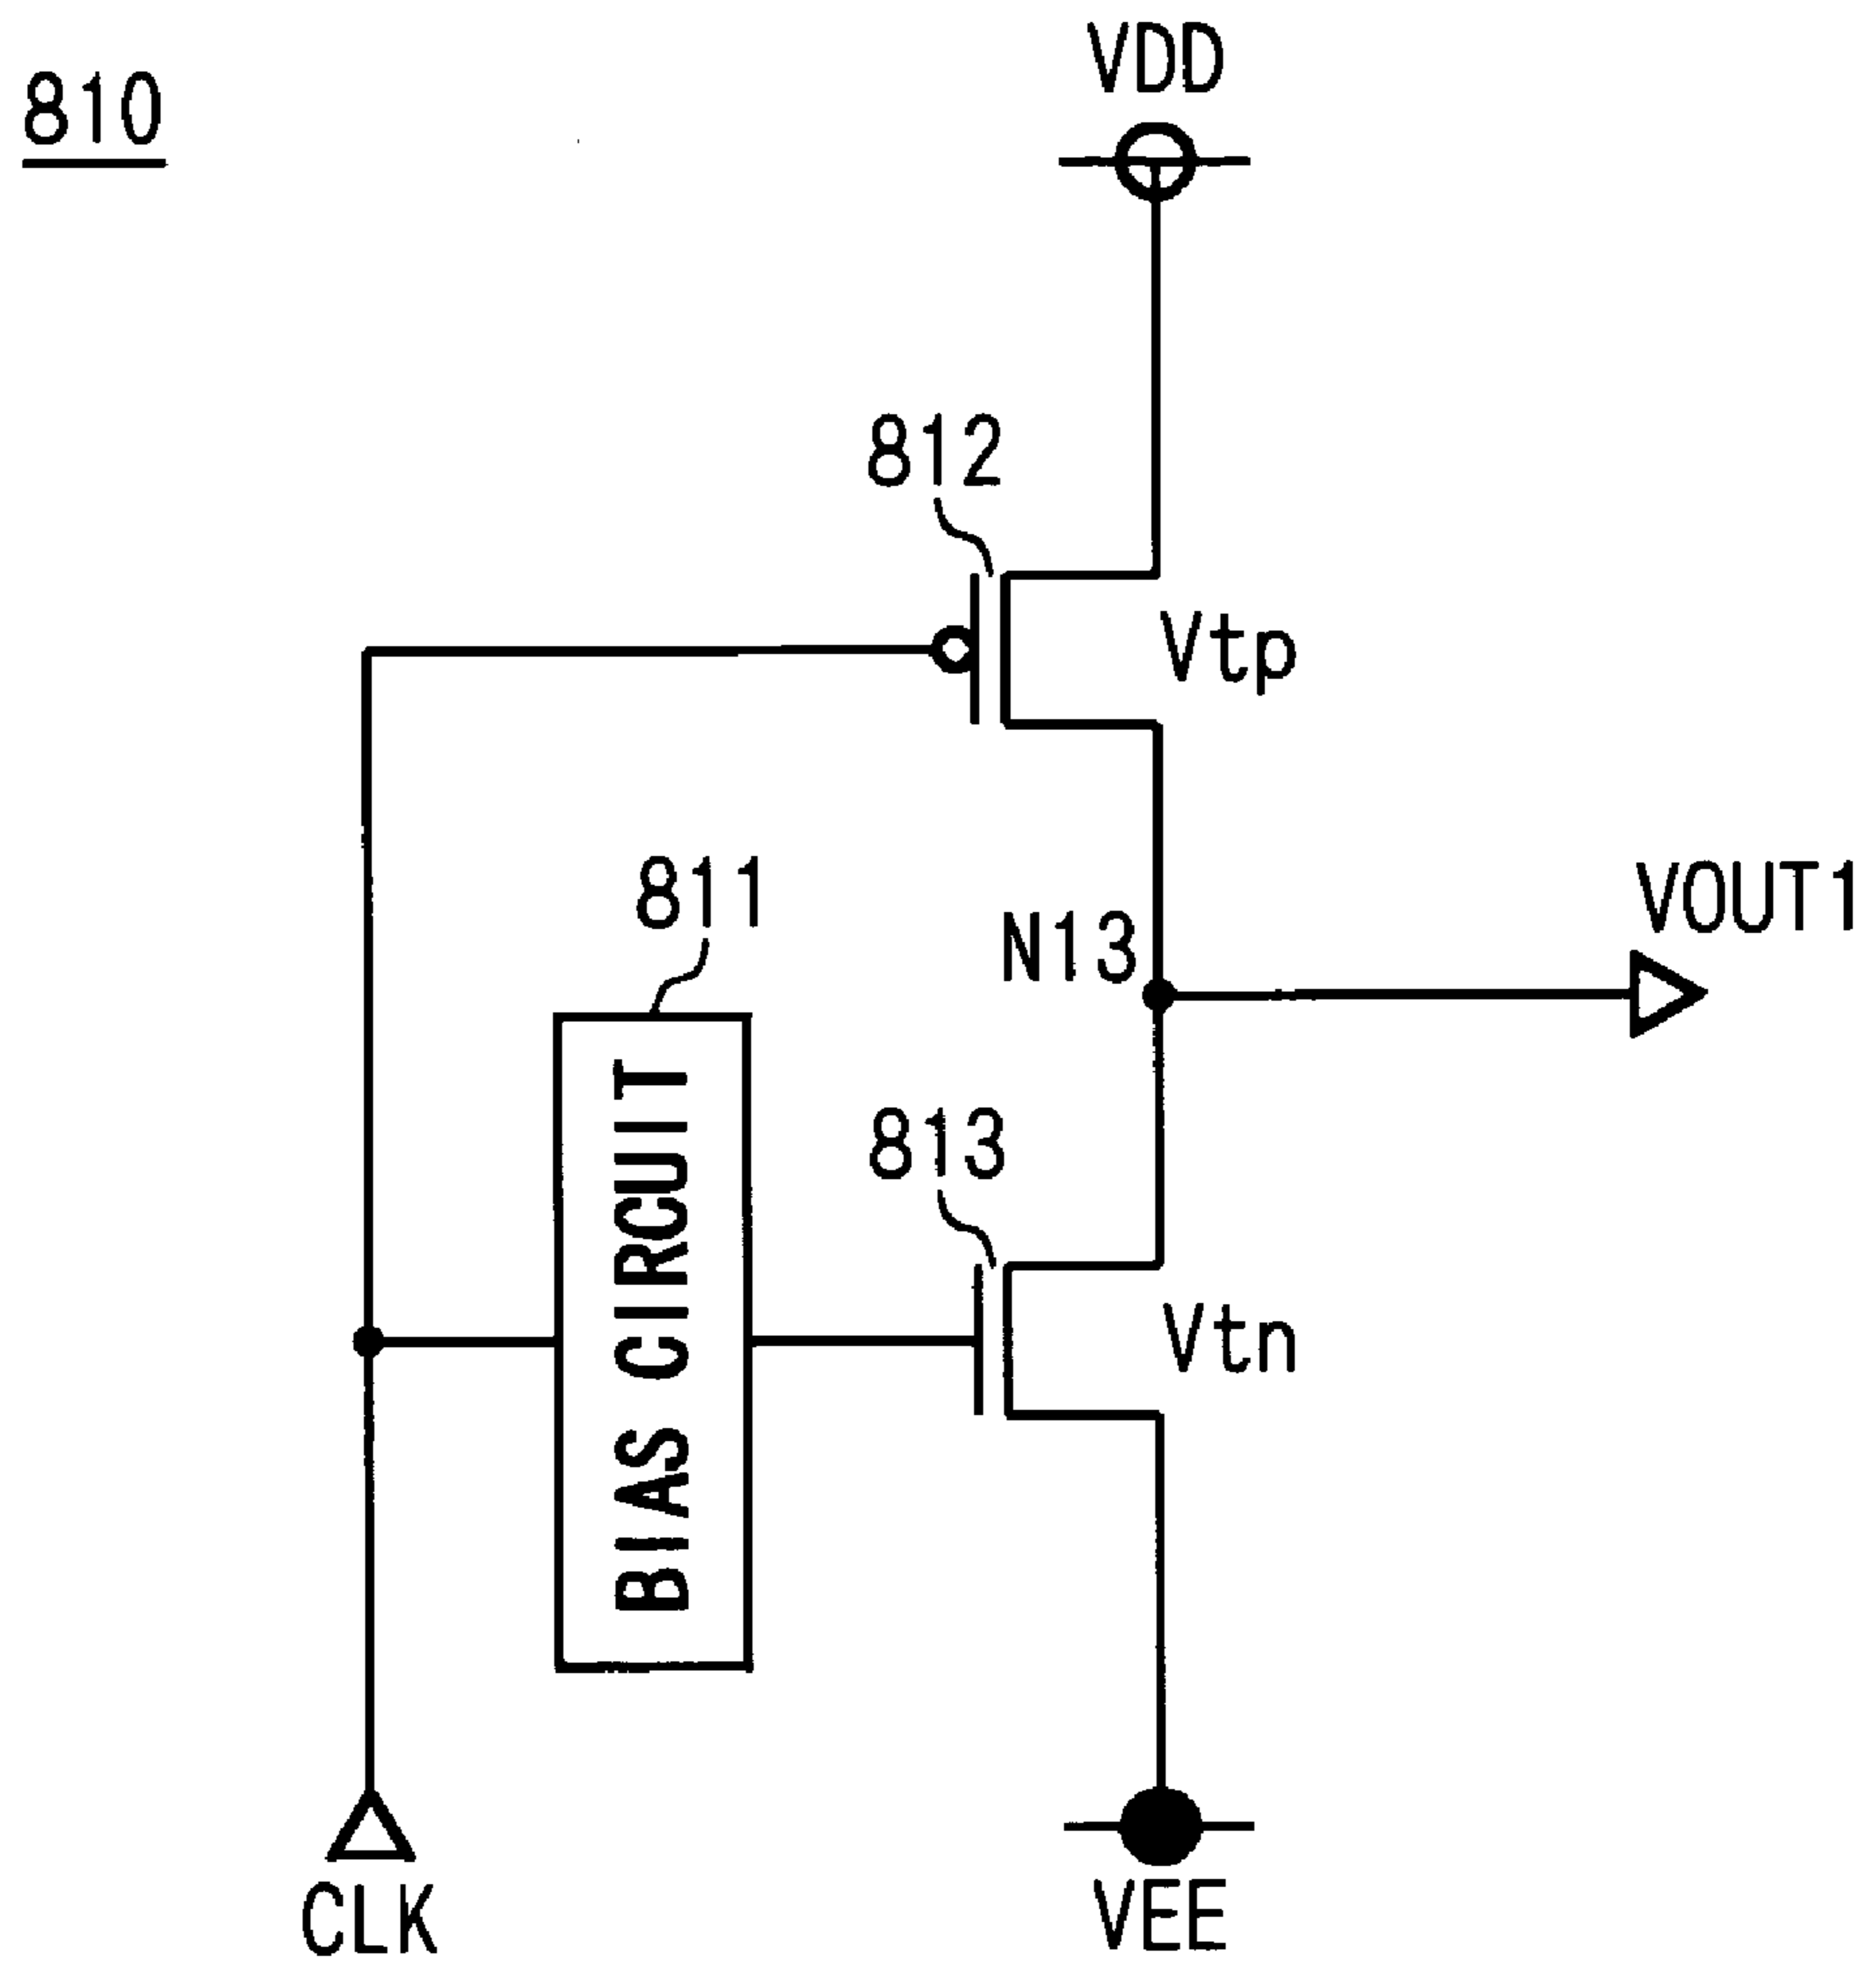 810
VDD
812
Vtp
811
VOUT1
N13
813
BIAS CIRCUIT
Vtn
CLK
VEE